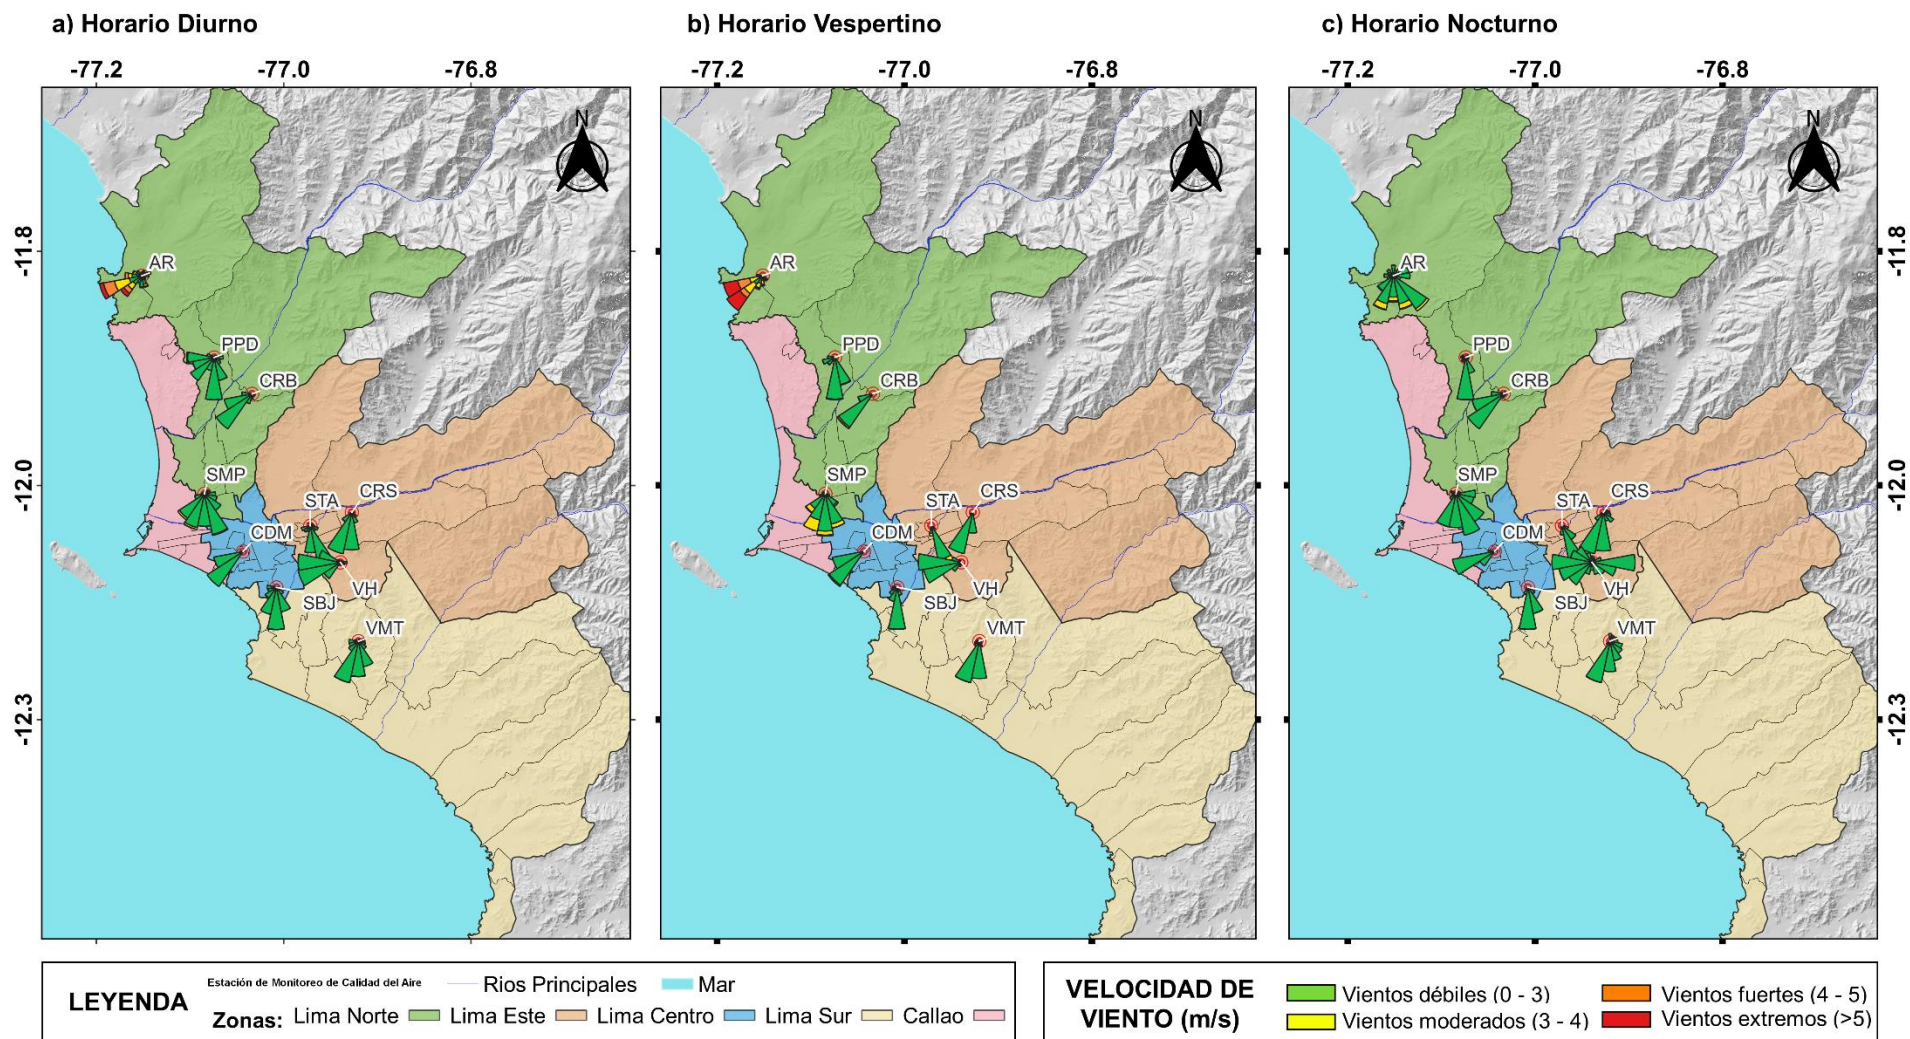 a) Horario Diurno
b) Horario Vespertino
c) Horario Nocturno
-77.2 -77.0 -76.8
-77.2 -77.0 -76.8
-77.2 -77.0 -76.8
-11.8
-12.0
-12.3
N
AR
PPD
CRB
SMP
STA
CRS
CDM
SBJ
VH
VMT
N
AR
PPD
CRB
SMP
STA
CRS
CDM
SBJ
VH
VMT
N
AR
PPD
CRB
SMP
STA
CRS
CDM
SBJ
VH
VMT
-11.8
-12.0
-12.3
LEYENDA
Estación de Monitoreo de Calidad del Aire
Rios Principales
Mar
Zonas: Lima Norte Lima Este Lima Centro Lima Sur Callao
VELOCIDAD DE
VIENTO (m/s)
Vientos débiles (0 - 3)
Vientos fuertes (4 - 5)
Vientos moderados (3 - 4)
Vientos extremos (>5)